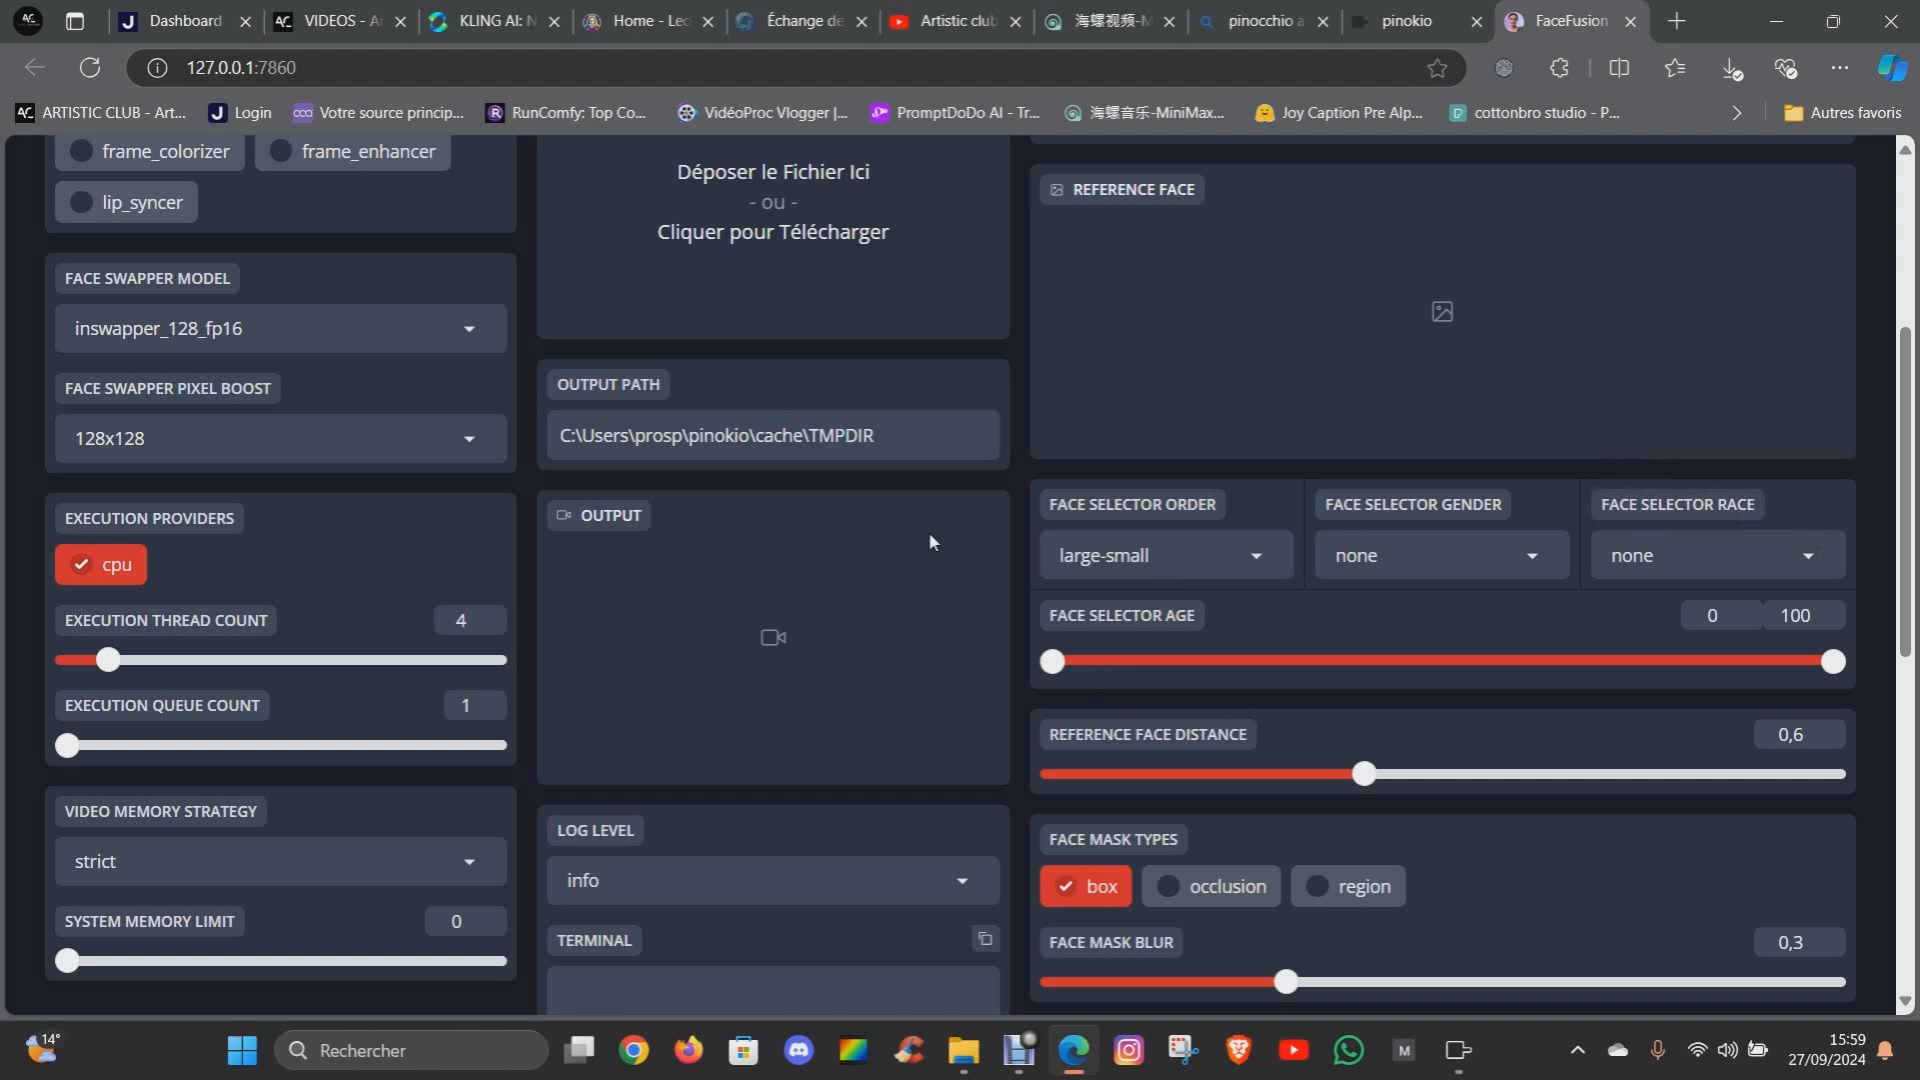 Dashboard
VIDEOS - A
KLING AI: N
Home - Leo
Échange de
Artistic club
海螺视频-M
pinocchio a
pinokio
FaceFusion
127.0.0.1:7860
ARTISTIC CLUB - Art...
Login
Votre source princip...
RunComfy: Top Co...
VidéoProc Vlogger |...
PromptDoDo AI - Tr...
海螺音乐-MiniMax...
Joy Caption Pre Alp...
cottonbro studio - P...
Autres favoris
frame_colorizer
frame_enhancer
lip_syncer
FACE SWAPPER MODEL
inswapper_128_fp16
FACE SWAPPER PIXEL BOOST
128x128
EXECUTION PROVIDERS
cpu
EXECUTION THREAD COUNT
4
EXECUTION QUEUE COUNT
1
VIDEO MEMORY STRATEGY
strict
SYSTEM MEMORY LIMIT
0
Déposer le Fichier Ici
- ou -
Cliquer pour Télécharger
OUTPUT PATH
C:\Users\prosp\pinokio\cache\TMPDIR
OUTPUT
LOG LEVEL
info
TERMINAL
REFERENCE FACE
FACE SELECTOR ORDER
large-small
FACE SELECTOR GENDER
none
FACE SELECTOR RACE
none
FACE SELECTOR AGE
0
100
REFERENCE FACE DISTANCE
0,6
FACE MASK TYPES
box
occlusion
region
FACE MASK BLUR
0,3
14°
Rechercher
M
15:59
27/09/2024